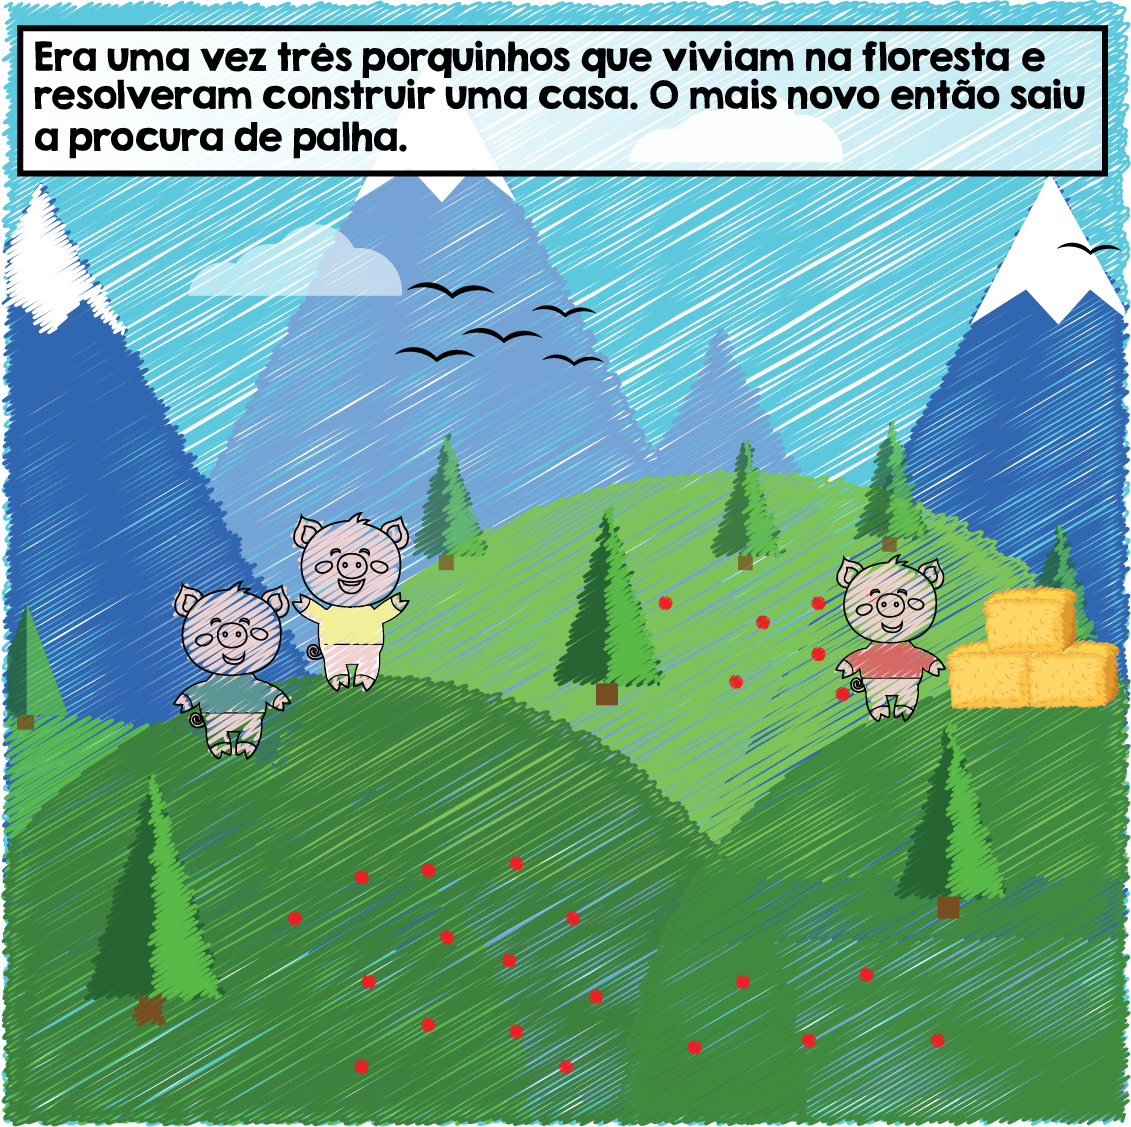 Era uma vez três porquinhos que viviam na floresta e
resolveram construir uma casa. O mais novo então saiu
a procura de palha.